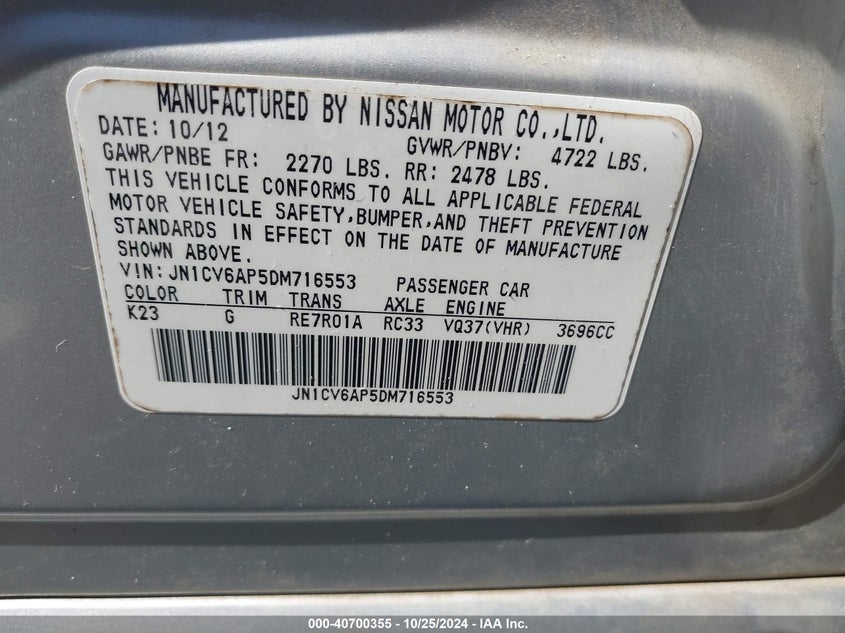 MANUFACTURED BY NISSAN MOTOR CO.,LTD.
DATE: 10/12 GVWR/PNBV: 4722 LBS.
GAWR/PNBE FR: 2270 LBS. RR: 2478 LBS.
THIS VEHICLE CONFORMS TO ALL APPLICABLE FEDERAL
MOTOR VEHICLE SAFETY,BUMPER,AND THEFT PREVENTION
STANDARDS IN EFFECT ON THE DATE OF MANUFACTURE
SHOWN ABOVE.
VIN: JN1CV6AP5DM716553 PASSENGER CAR
COLOR TRIM TRANS AXLE ENGINE
K23 G RE7R01A RC33 VQ37(VHR) 3696CC
JN1CV6AP5DM716553
000-40700355 - 10/25/2024 - IAA Inc.